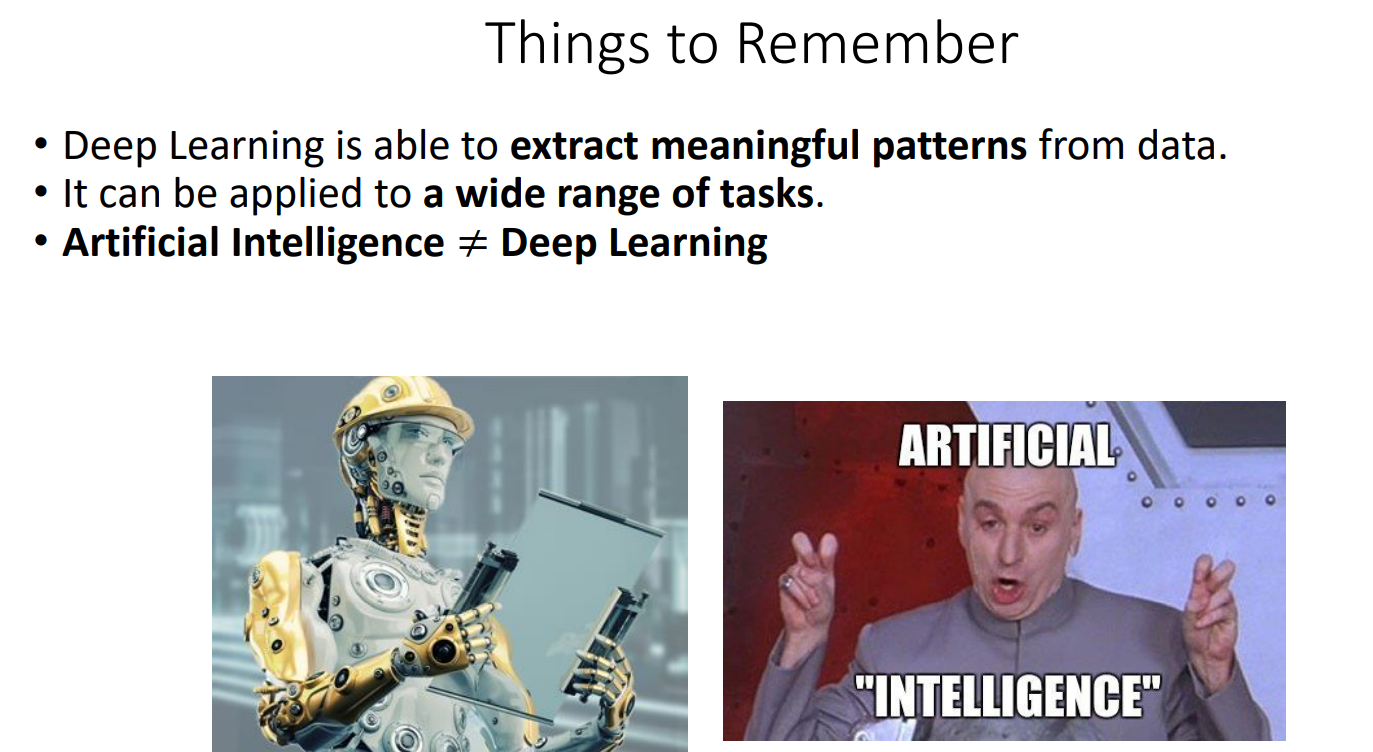 Things to Remember
• Deep Learning is able to extract meaningful patterns from data.
• It can be applied to a wide range of tasks.
• Artificial Intelligence ≠ Deep Learning
ARTIFICIAL
"INTELLIGENCE"